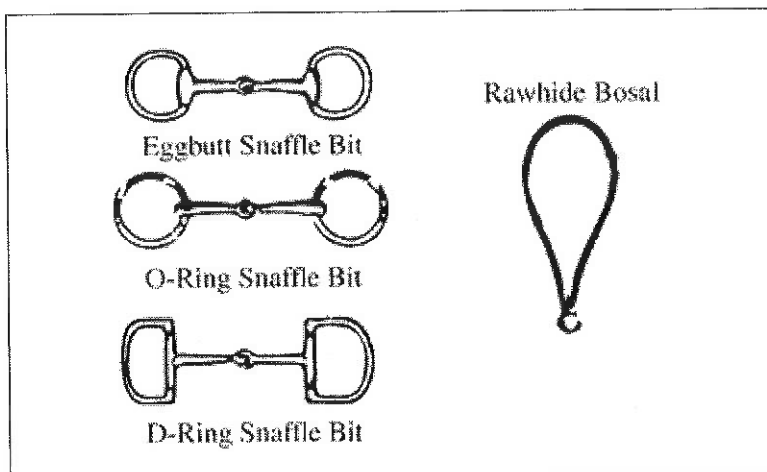 Eggbutt Snaffle Bit
O-Ring Snaffle Bit
D-Ring Snaffle Bit
Rawhide Bosal